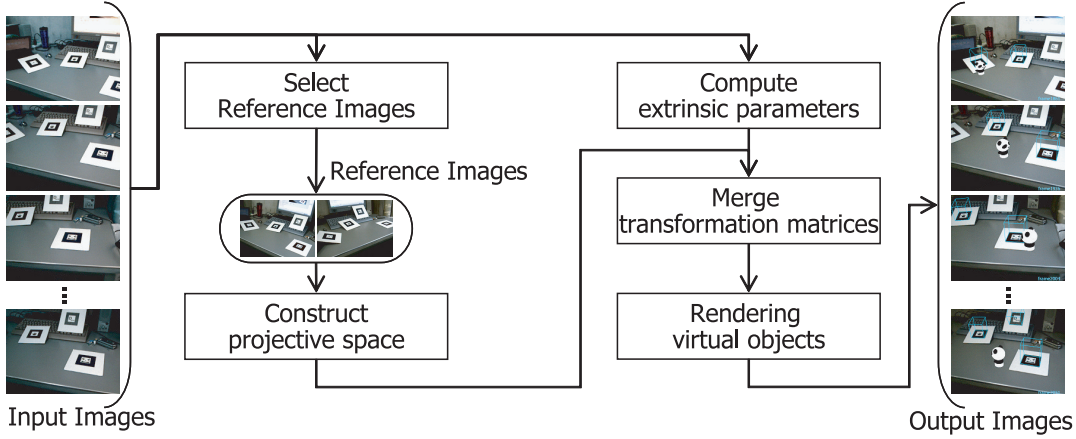 Select
Reference Images
Reference Images
Construct
projective space
Compute
extrinsic parameters
Merge
transformation matrices
Rendering
virtual objects
Input Images
Output Images